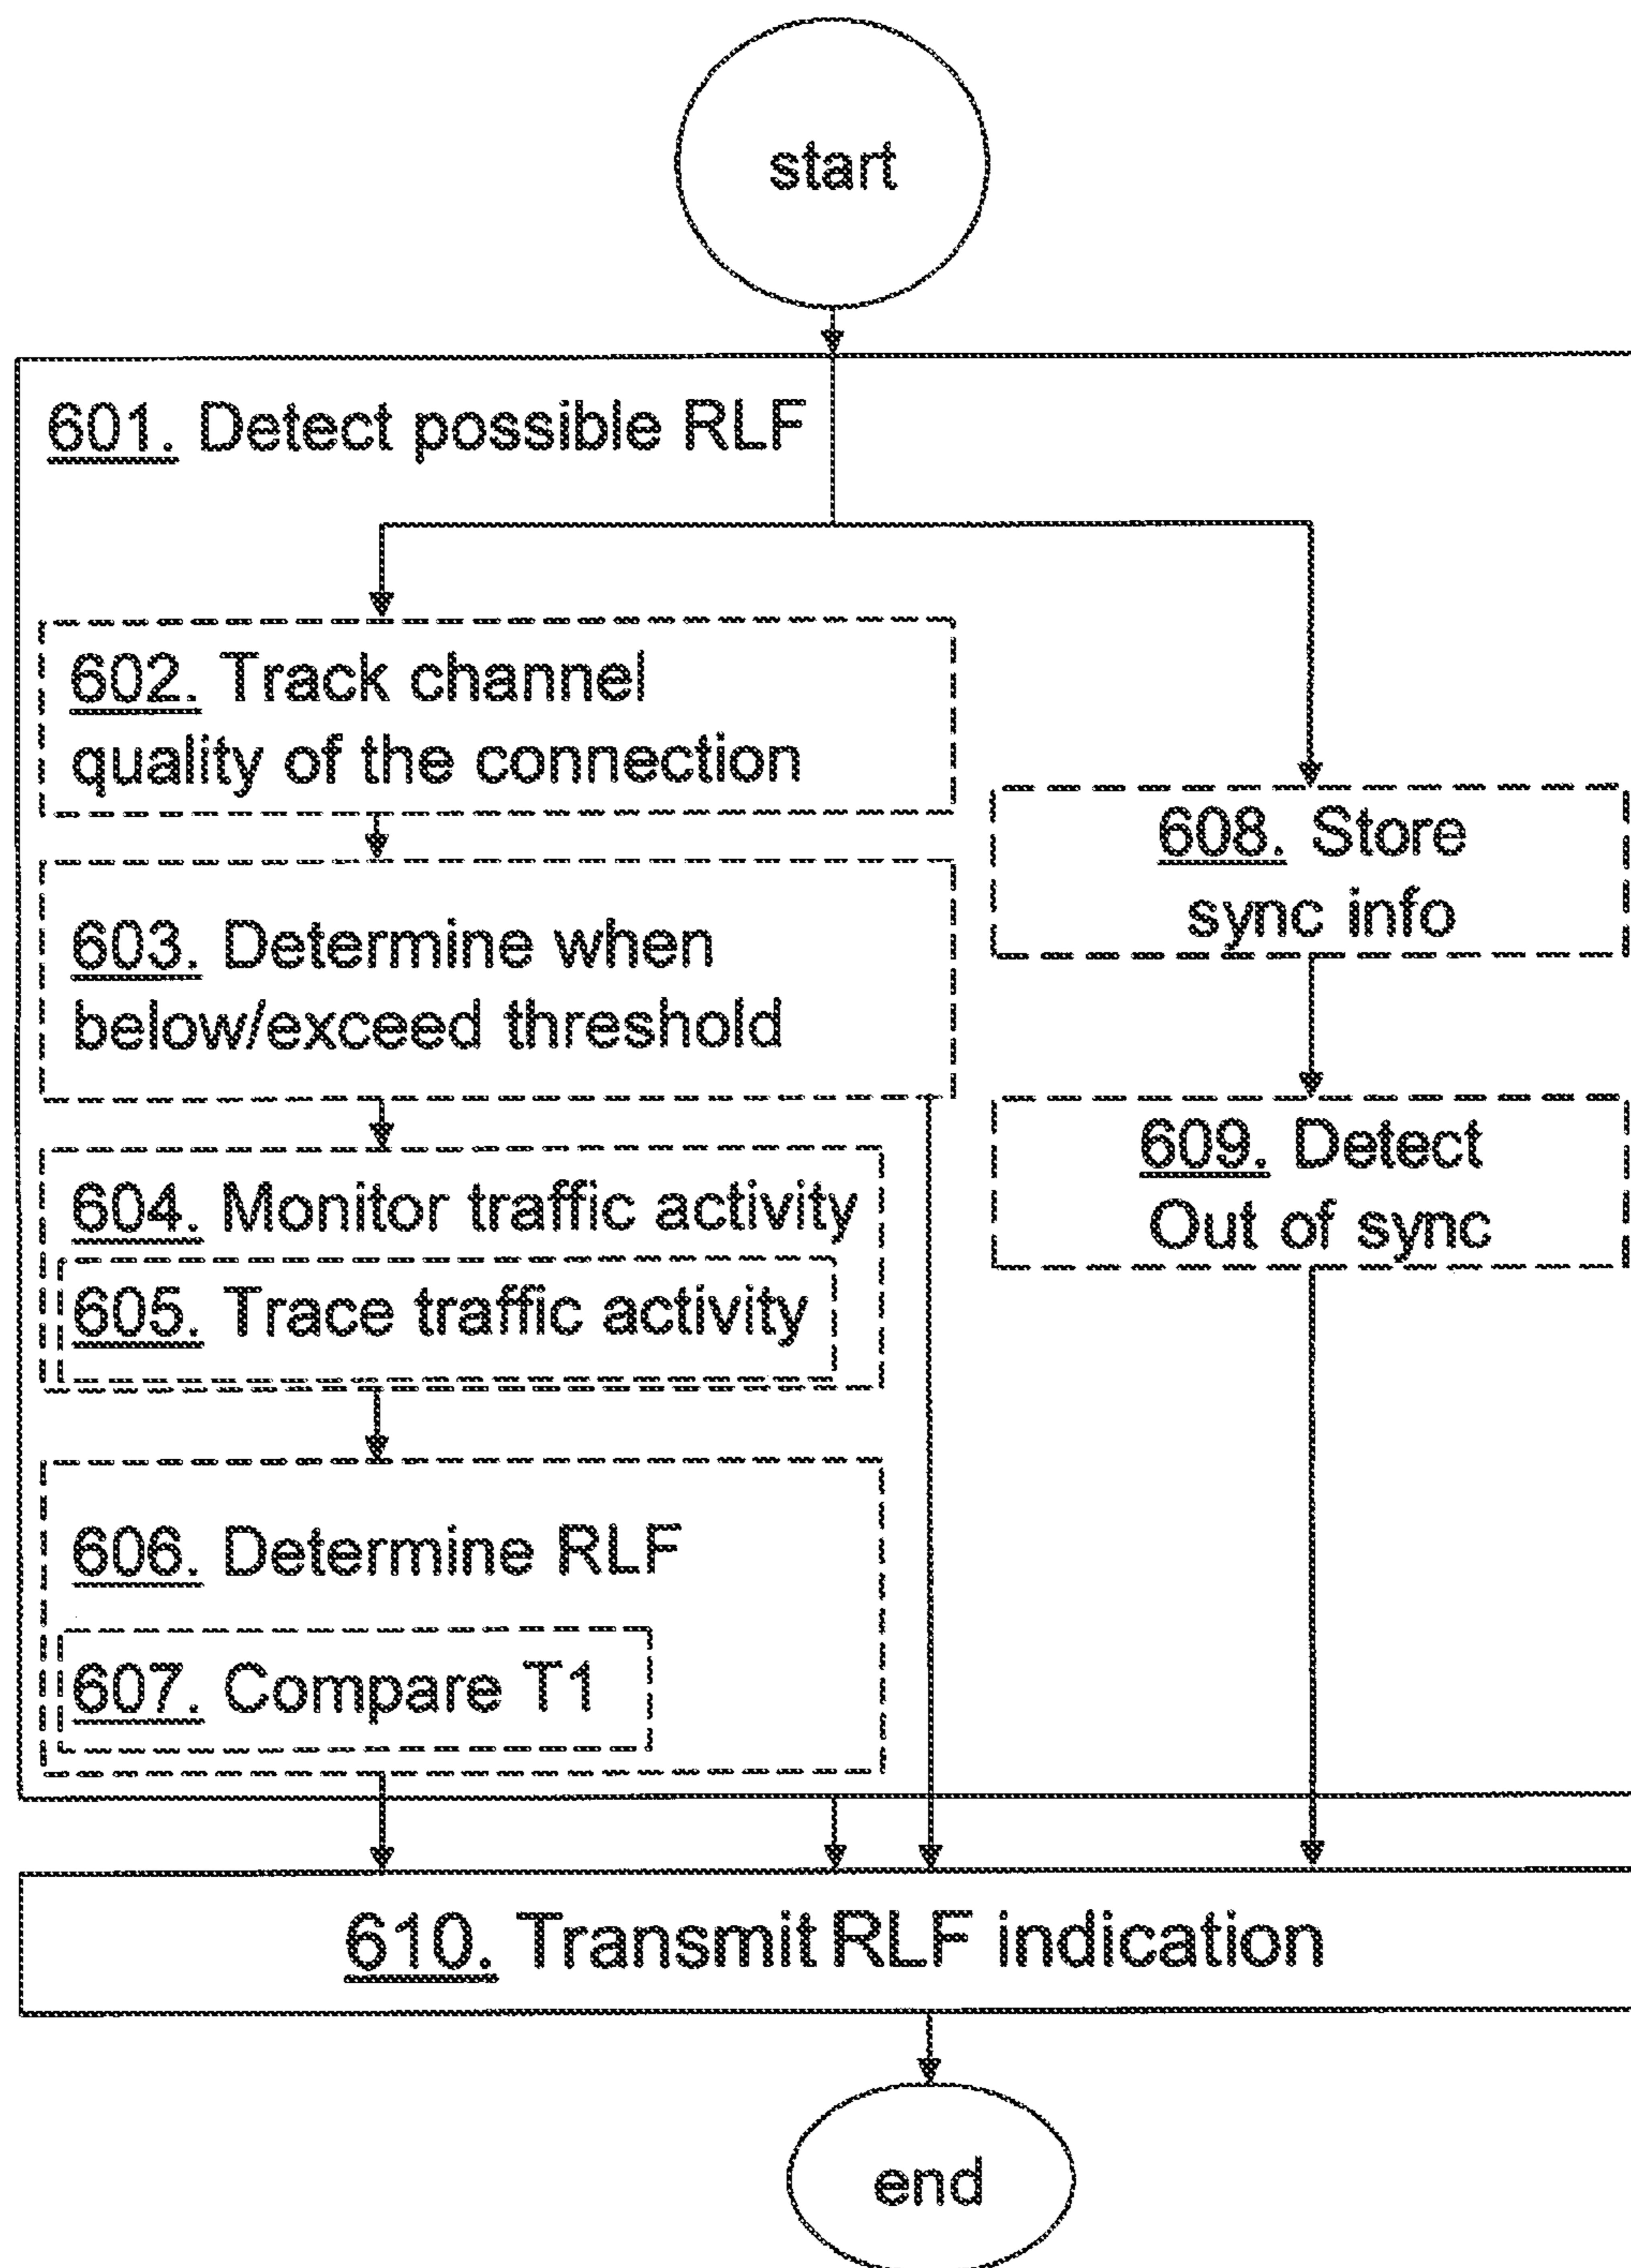 start
601. Detect possible RLF
602. Track channel
quality of the connection
603. Determine when
below/exceed threshold
604. Monitor traffic activity
605. Trace traffic activity
606. Determine RLF
607. Compare T1
608. Store
sync info
609. Detect
Out of sync
610. Transmit RLF indication
end